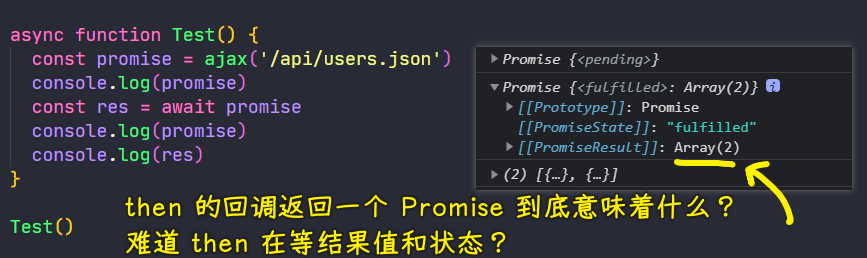 async function Test() {
const promise = ajax('/api/users.json')
console.log(promise)
const res = await promise
console.log(promise)
console.log(res)
}
Test()
▶ Promise {<pending>}
▼ Promise {<fulfilled>: Array(2)} i
▶ [[Prototype]]: Promise
[[PromiseState]]: "fulfilled"
▶ [[PromiseResult]]: Array(2)
▶ (2) [{…}, {…}]
then 的回调返回一个 Promise 到底意味着什么？
难道 then 在等结果值和状态？